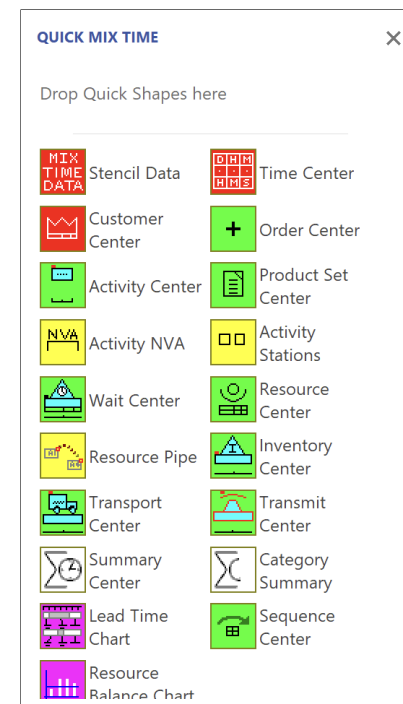 QUICK MIX TIME
Drop Quick Shapes here
MIX
TIME
DATA
Stencil Data
D H M
H M S
Time Center
Customer
Center
+
Order Center
Activity Center
Product Set
Center
NVA
Activity NVA
Activity
Stations
Wait Center
Resource
Center
Resource Pipe
I
Inventory
Center
Transport
Center
Transmit
Center
Summary
Center
Category
Summary
Lead Time
Chart
Sequence
Center
Resource
Balance Chart